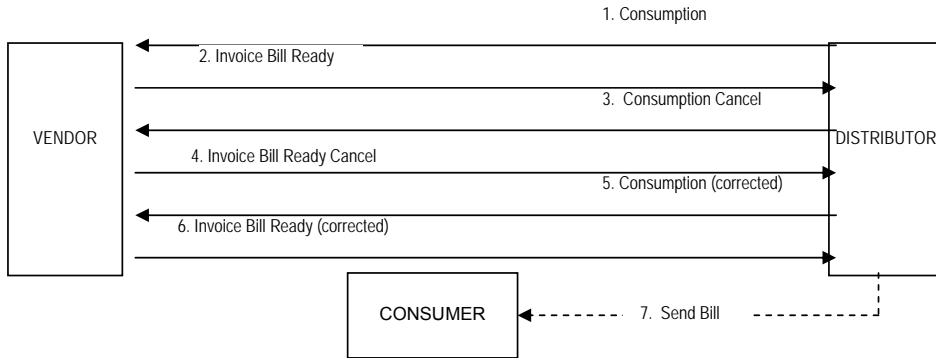 1. Consumption
2. Invoice Bill Ready
3. Consumption Cancel
VENDOR
DISTRIBUTOR
4. Invoice Bill Ready Cancel
5. Consumption (corrected)
6. Invoice Bill Ready (corrected)
CONSUMER
7. Send Bill